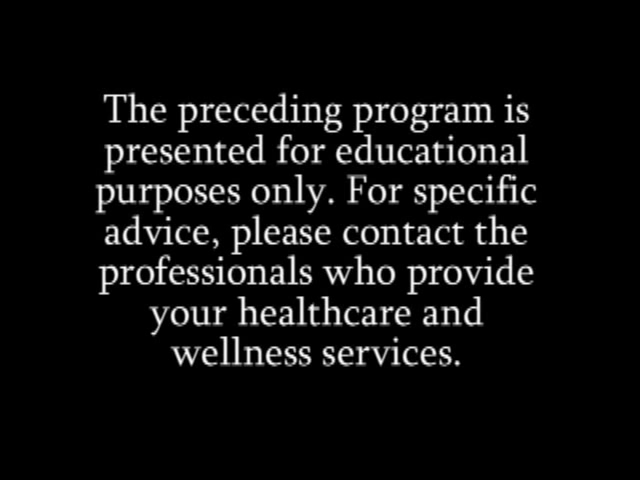 The preceding program is
presented for educational
purposes only. For specific
advice, please contact the
professionals who provide
your healthcare and
wellness services.